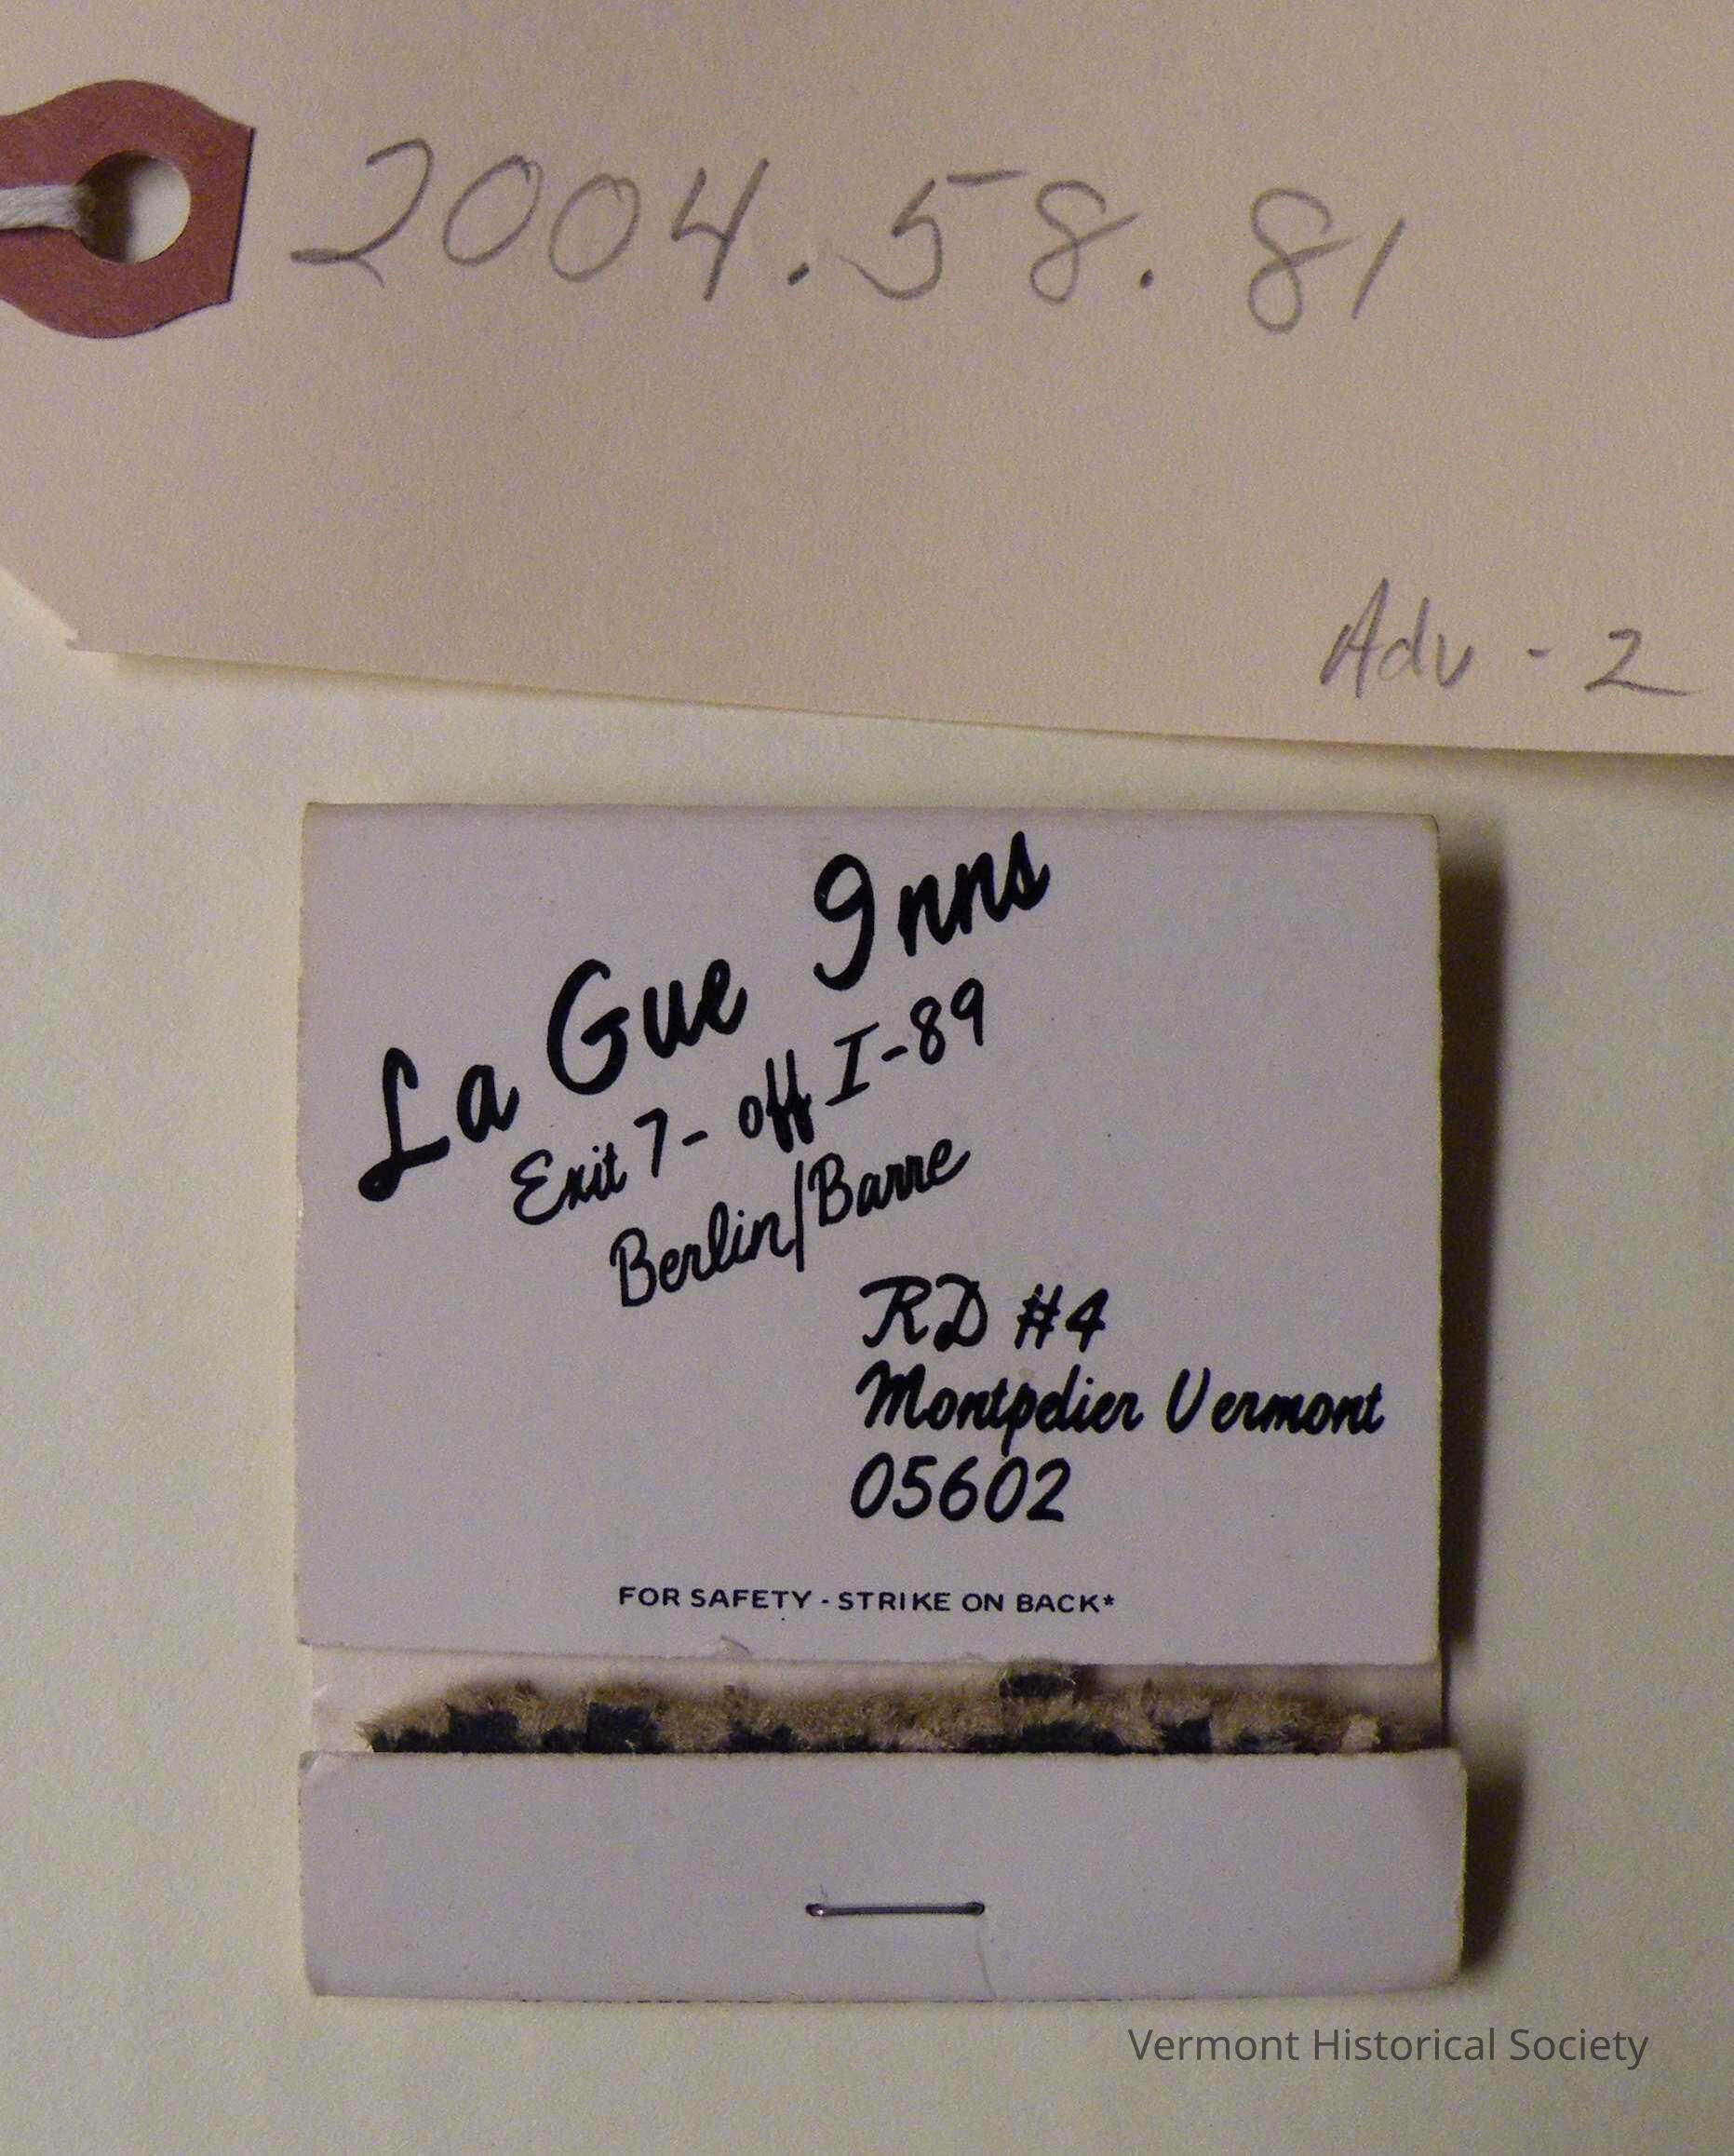 2004.58.81
Adv - 2
La Gue Inns
Exit 7- off I-89
Berlin/Barre
RD #4
Montpelier Vermont
05602
FOR SAFETY - STRIKE ON BACK*
Vermont Historical Society